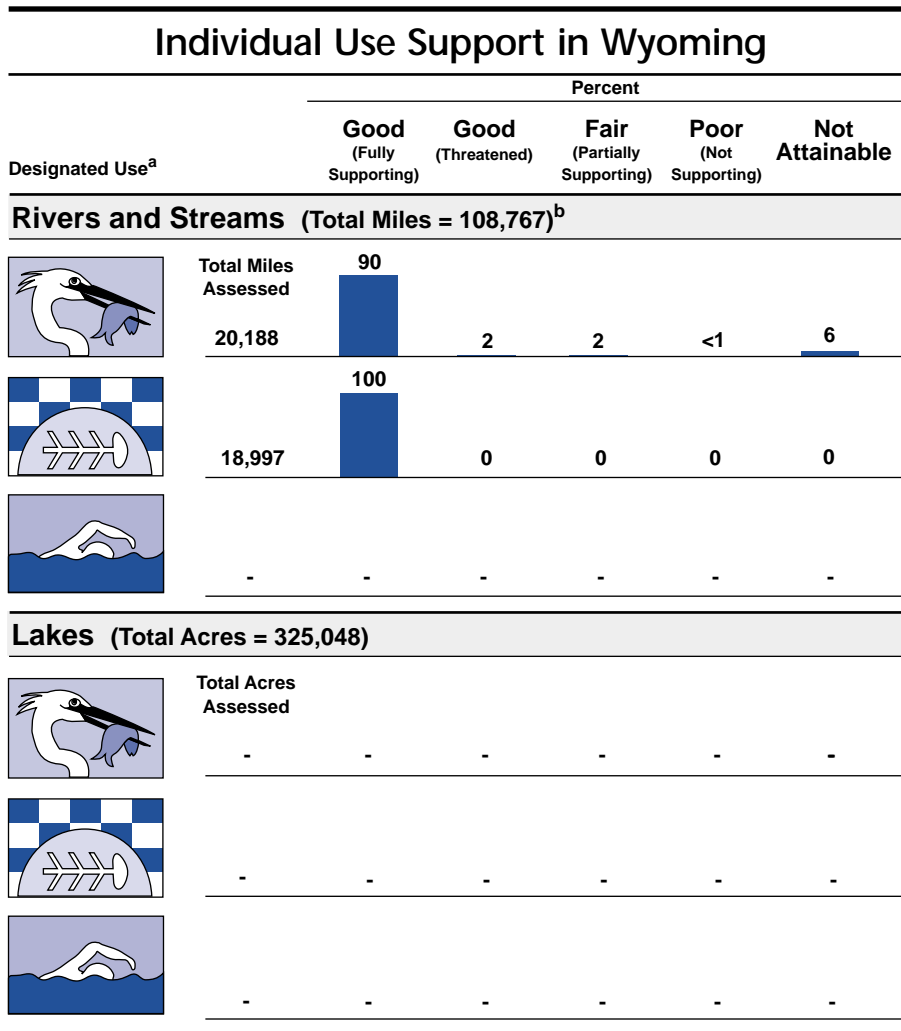 Individual Use Support in Wyoming
Percent
Designated Useª
Good (Fully Supporting)
Good (Threatened)
Fair (Partially Supporting)
Poor (Not Supporting)
Not Attainable
Rivers and Streams (Total Miles = 108,767)ᵇ
Total Miles Assessed
20,188 90 2 2 <1 6
18,997 100 0 0 0 0
- - - - - -
Lakes (Total Acres = 325,048)
Total Acres Assessed
- - - - - -
- - - - - -
- - - - - -